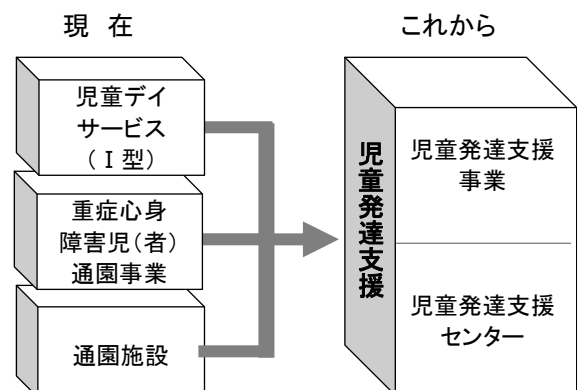 現 在
児童デイ
サービス
(Ⅰ型)
重症心身
障害児(者)
通園事業
通園施設
これから
児童発達支援
児童発達支援
事業
児童発達支援
センター